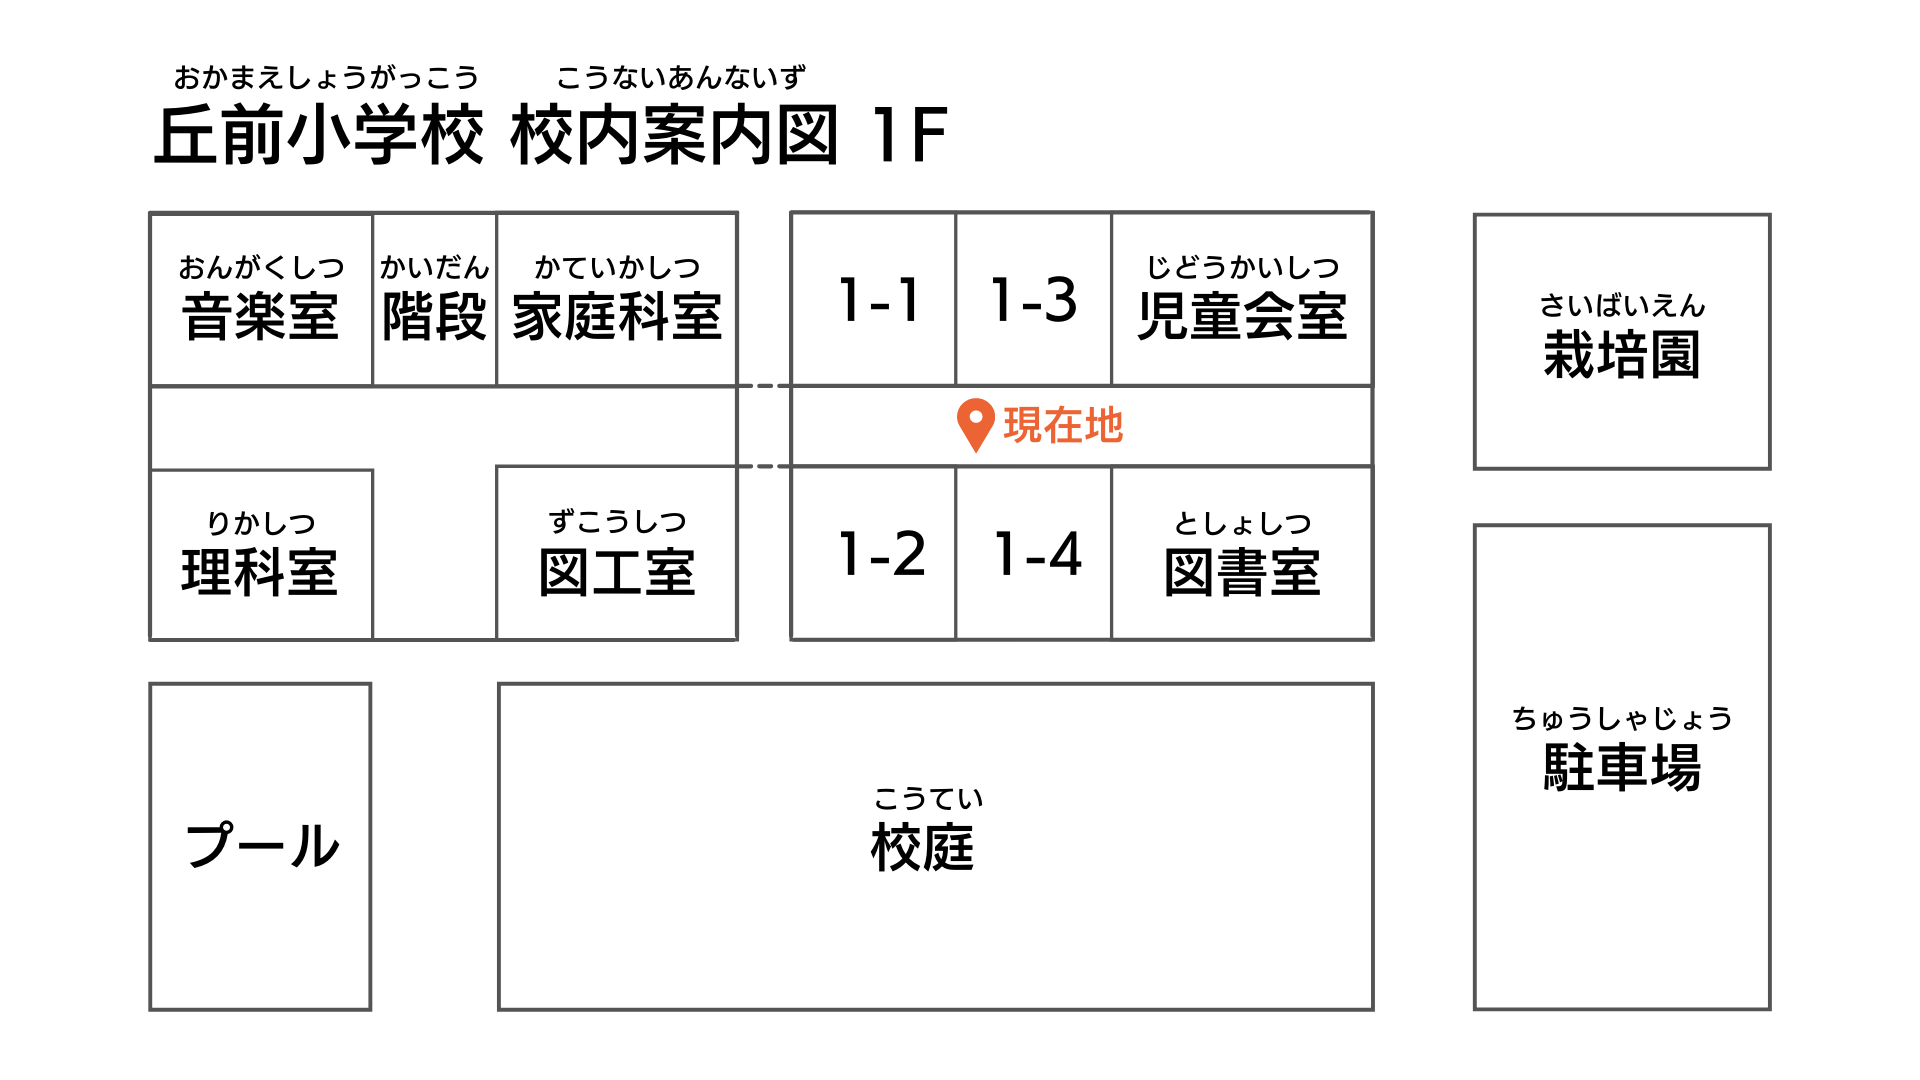 おかまえしょうがっこう こうないあんないず
丘前小学校 校内案内図 1F
おんがくしつ
音楽室
かいだん
階段
かていかしつ
家庭科室
1-1
1-3
じどうかいしつ
児童会室
さいばいえん
栽培園
現在地
りかしつ
理科室
ずこうしつ
図工室
1-2
1-4
としょしつ
図書室
ちゅうしゃじょう
駐車場
プール
こうてい
校庭